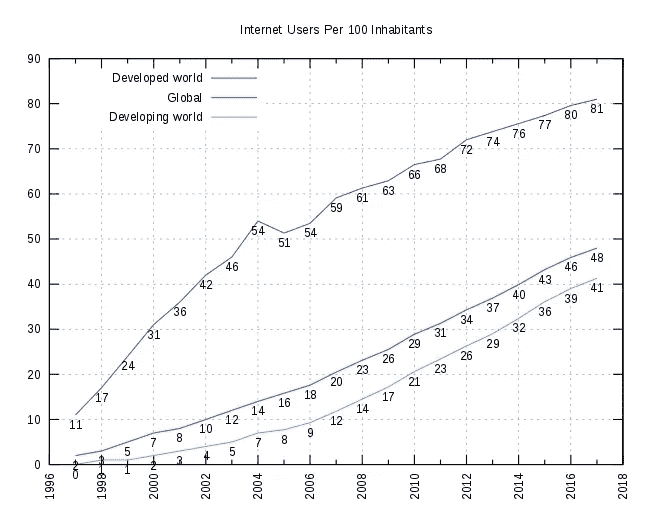 Internet Users Per 100 Inhabitants
90
80
70
60
50
40
30
20
10
0
Developed world
Global
Developing world
11 17 24 31 36 42 46 54 51 54 59 61 63 66 68 72 74 76 77 80 81
2 3 5 7 8 10 12 14 16 18 20 23 26 29 31 34 37 40 43 46 48
0 1 1 2 3 4 5 7 8 9 12 14 17 21 23 26 29 32 36 39 41
1996 1998 2000 2002 2004 2006 2008 2010 2012 2014 2016 2018